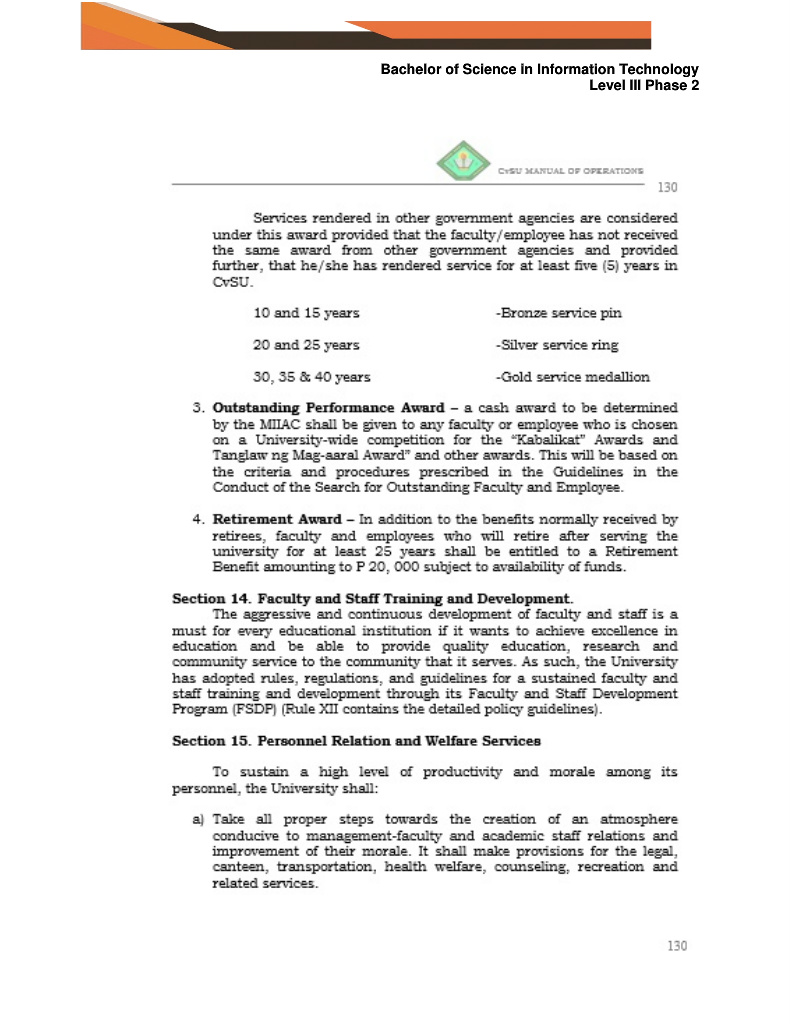 Bachelor of Science in Information Technology
Level III Phase 2
CvSU MANUAL OF OPERATIONS
130
Services rendered in other government agencies are considered
under this award provided that the faculty/employee has not received
the same award from other government agencies and provided
further, that he/she has rendered service for at least five (5) years in
CvSU.
10 and 15 years -Bronze service pin
20 and 25 years -Silver service ring
30, 35 & 40 years -Gold service medallion
3. Outstanding Performance Award – a cash award to be determined
by the MIIAC shall be given to any faculty or employee who is chosen
on a University-wide competition for the “Kabalikat” Awards and
Tanglaw ng Mag-aaral Award” and other awards. This will be based on
the criteria and procedures prescribed in the Guidelines in the
Conduct of the Search for Outstanding Faculty and Employee.
4. Retirement Award – In addition to the benefits normally received by
retirees, faculty and employees who will retire after serving the
university for at least 25 years shall be entitled to a Retirement
Benefit amounting to P 20, 000 subject to availability of funds.
Section 14. Faculty and Staff Training and Development.
The aggressive and continuous development of faculty and staff is a
must for every educational institution if it wants to achieve excellence in
education and be able to provide quality education, research and
community service to the community that it serves. As such, the University
has adopted rules, regulations, and guidelines for a sustained faculty and
staff training and development through its Faculty and Staff Development
Program (FSDP) (Rule XII contains the detailed policy guidelines).
Section 15. Personnel Relation and Welfare Services
To sustain a high level of productivity and morale among its
personnel, the University shall:
a) Take all proper steps towards the creation of an atmosphere
conducive to management-faculty and academic staff relations and
improvement of their morale. It shall make provisions for the legal,
canteen, transportation, health welfare, counseling, recreation and
related services.
130